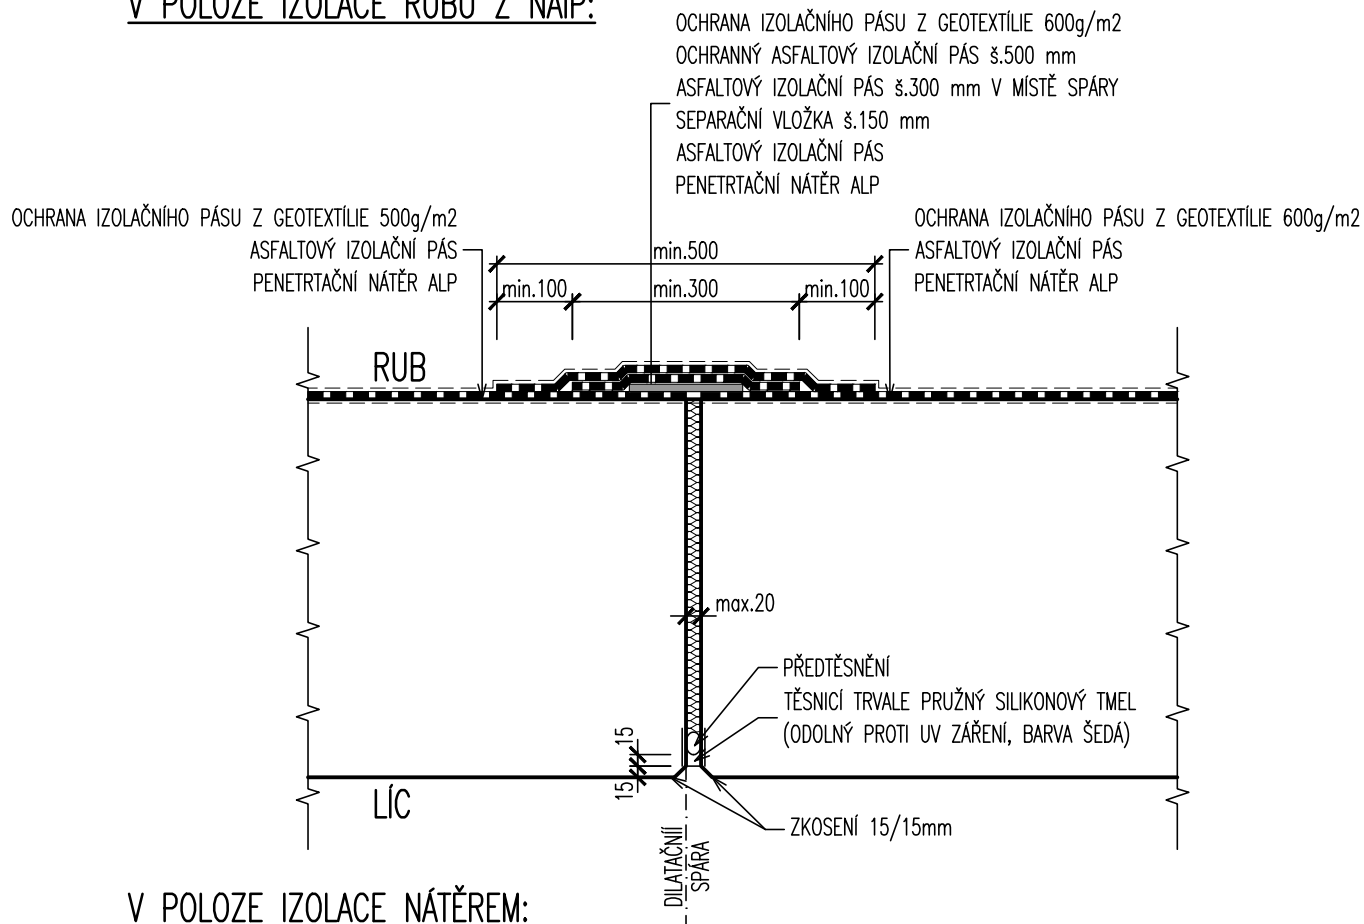 V POLOZE IZOLACE RUBU Z NAIP:
OCHRANA IZOLAČNÍHO PÁSU Z GEOTEXTÍLIE 600g/m2
OCHRANNÝ ASFALTOVÝ IZOLAČNÍ PÁS š.500 mm
ASFALTOVÝ IZOLAČNÍ PÁS š.300 mm V MÍSTĚ SPÁRY
SEPARAČNÍ VLOŽKA š.150 mm
ASFALTOVÝ IZOLAČNÍ PÁS
PENETRTAČNÍ NÁTĚR ALP
OCHRANA IZOLAČNÍHO PÁSU Z GEOTEXTÍLIE 500g/m2
ASFALTOVÝ IZOLAČNÍ PÁS
PENETRTAČNÍ NÁTĚR ALP
OCHRANA IZOLAČNÍHO PÁSU Z GEOTEXTÍLIE 600g/m2
ASFALTOVÝ IZOLAČNÍ PÁS
PENETRTAČNÍ NÁTĚR ALP
min.500
min.100
min.300
min.100
RUB
max.20
PŘEDTĚSNĚNÍ
TĚSNICÍ TRVALE PRUŽNÝ SILIKONOVÝ TMEL
(ODOLNÝ PROTI UV ZÁŘENÍ, BARVA ŠEDÁ)
15
15
LÍC
ZKOSENÍ 15/15mm
DILATAČNÍ
SPÁRA
V POLOZE IZOLACE NÁTĚREM: